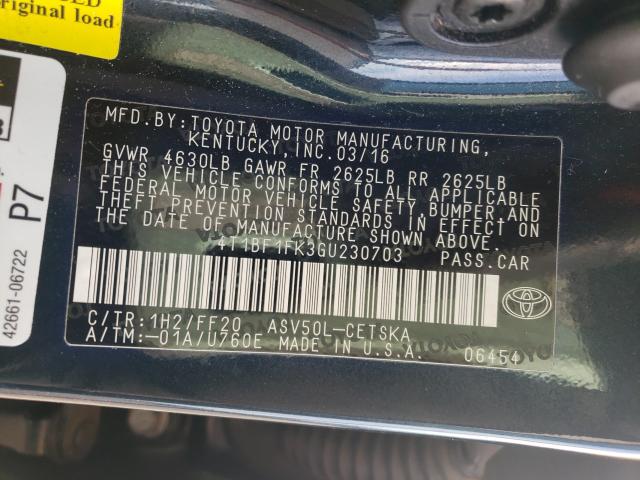 original load
P7
42661-06722
MFD.BY:TOYOTA MOTOR MANUFACTURING,
KENTUCKY,INC.03/16
GVWR 4630LB GAWR FR 2625LB RR 2625LB
THIS VEHICLE CONFORMS TO ALL APPLICABLE
FEDERAL MOTOR VEHICLE SAFETY,BUMPER,AND
THEFT PREVENTION STANDARDS IN EFFECT ON
THE DATE OF MANUFACTURE SHOWN ABOVE.
4T1BF1FK3GU230703 PASS.CAR
C/TR:1H2/FF20 ASV50L-CETSKA
A/TM:-01A/U760E MADE IN U.S.A. 06454